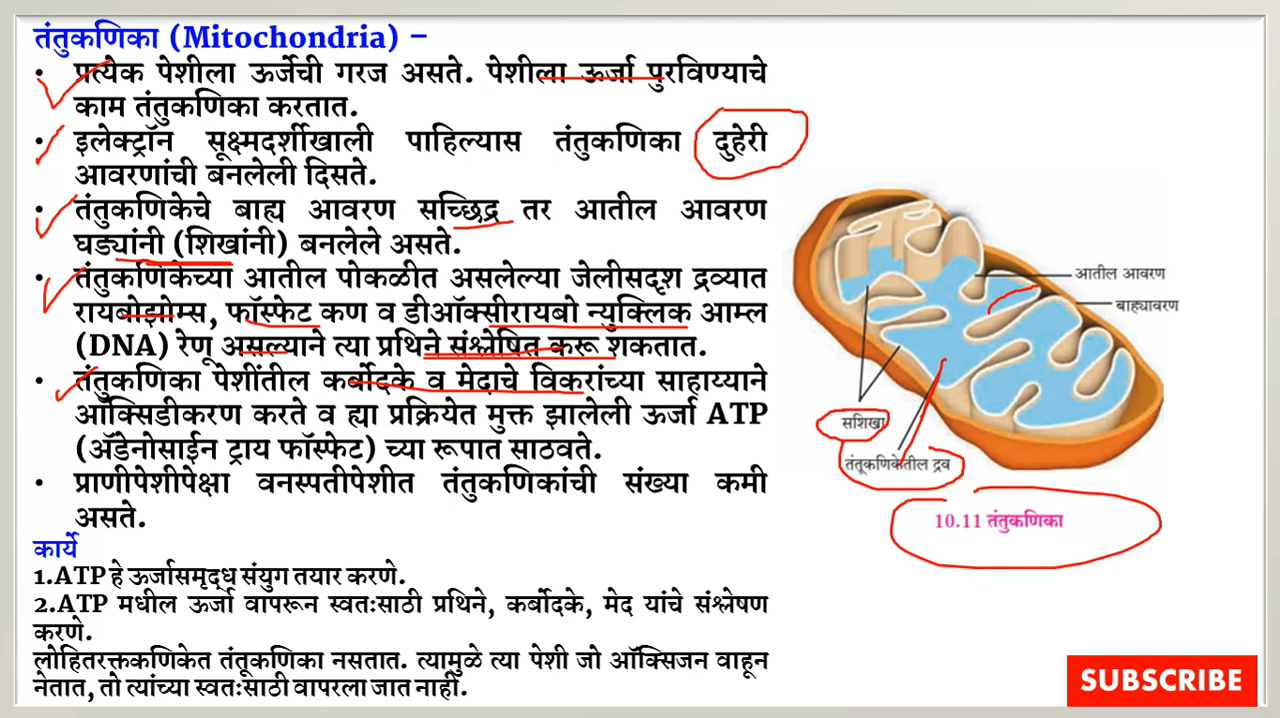 तंतुकणिका (Mitochondria) –
• प्रत्येक पेशीला ऊर्जेची गरज असते. पेशीला ऊर्जा पुरविण्याचे
काम तंतुकणिका करतात.
• इलेक्ट्रॉन सूक्ष्मदर्शीखाली पाहिल्यास तंतुकणिका दुहेरी
आवरणांची बनलेली दिसते.
• तंतुकणिकेचे बाह्य आवरण सच्छिद्र तर आतील आवरण
घड्यांनी (शिखांनी) बनलेले असते.
• तंतुकणिकेच्या आतील पोकळीत असलेल्या जेलीसदृश द्रव्यात
रायबोझोम्स, फॉस्फेट कण व डीऑक्सीरायबो न्युक्लिक आम्ल
(DNA) रेणू असल्याने त्या प्रथिने संश्लेषित करू शकतात.
• तंतुकणिका पेशींतील कर्बोदके व मेदाचे विकरांच्या साहाय्याने
ऑक्सिडीकरण करते व ह्या प्रक्रियेत मुक्त झालेली ऊर्जा ATP
(ॲडेनोसाईन ट्राय फॉस्फेट) च्या रूपात साठवते.
• प्राणीपेशीपेक्षा वनस्पतीपेशीत तंतुकणिकांची संख्या कमी
असते.
कार्ये
1.ATP हे ऊर्जासमृद्ध संयुग तयार करणे.
2.ATP मधील ऊर्जा वापरून स्वतःसाठी प्रथिने, कर्बोदके, मेद यांचे संश्लेषण
करणे.
लोहितरक्तकणिकेत तंतूकणिका नसतात. त्यामुळे त्या पेशी जो ऑक्सिजन वाहून
नेतात, तो त्यांच्या स्वतःसाठी वापरला जात नाही.
आतील आवरण
बाह्यावरण
सशिखा
तंतूकणिकेतील द्रव
10.11 तंतुकणिका
SUBSCRIBE